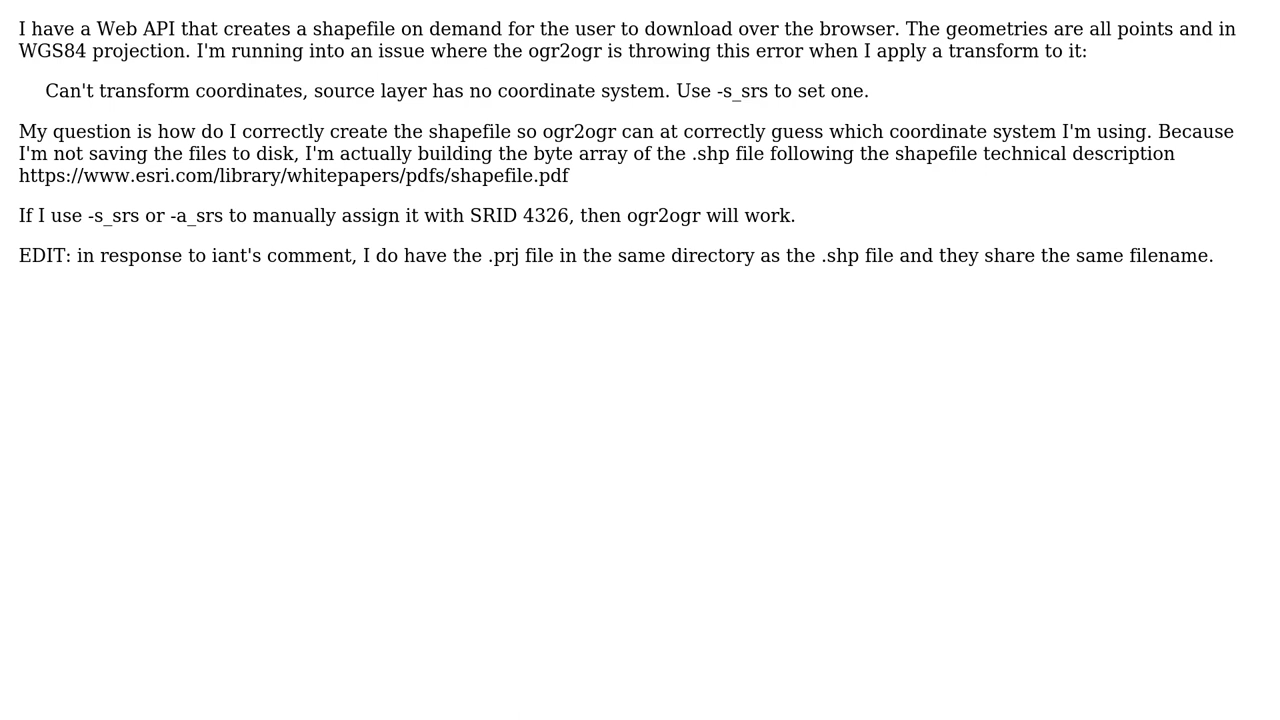 I have a Web API that creates a shapefile on demand for the user to download over the browser. The geometries are all points and in
WGS84 projection. I'm running into an issue where the ogr2ogr is throwing this error when I apply a transform to it:
Can't transform coordinates, source layer has no coordinate system. Use -s_srs to set one.
My question is how do I correctly create the shapefile so ogr2ogr can at correctly guess which coordinate system I'm using. Because
I'm not saving the files to disk, I'm actually building the byte array of the .shp file following the shapefile technical description
https://www.esri.com/library/whitepapers/pdfs/shapefile.pdf
If I use -s_srs or -a_srs to manually assign it with SRID 4326, then ogr2ogr will work.
EDIT: in response to iant's comment, I do have the .prj file in the same directory as the .shp file and they share the same filename.